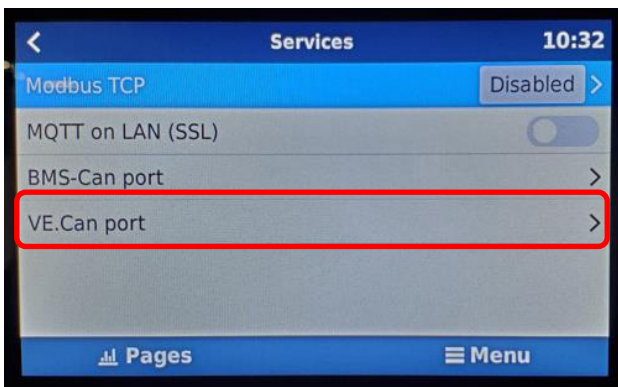 Services 10:32
Modbus TCP Disabled
MQTT on LAN (SSL)
BMS-Can port
VE.Can port
Pages Menu